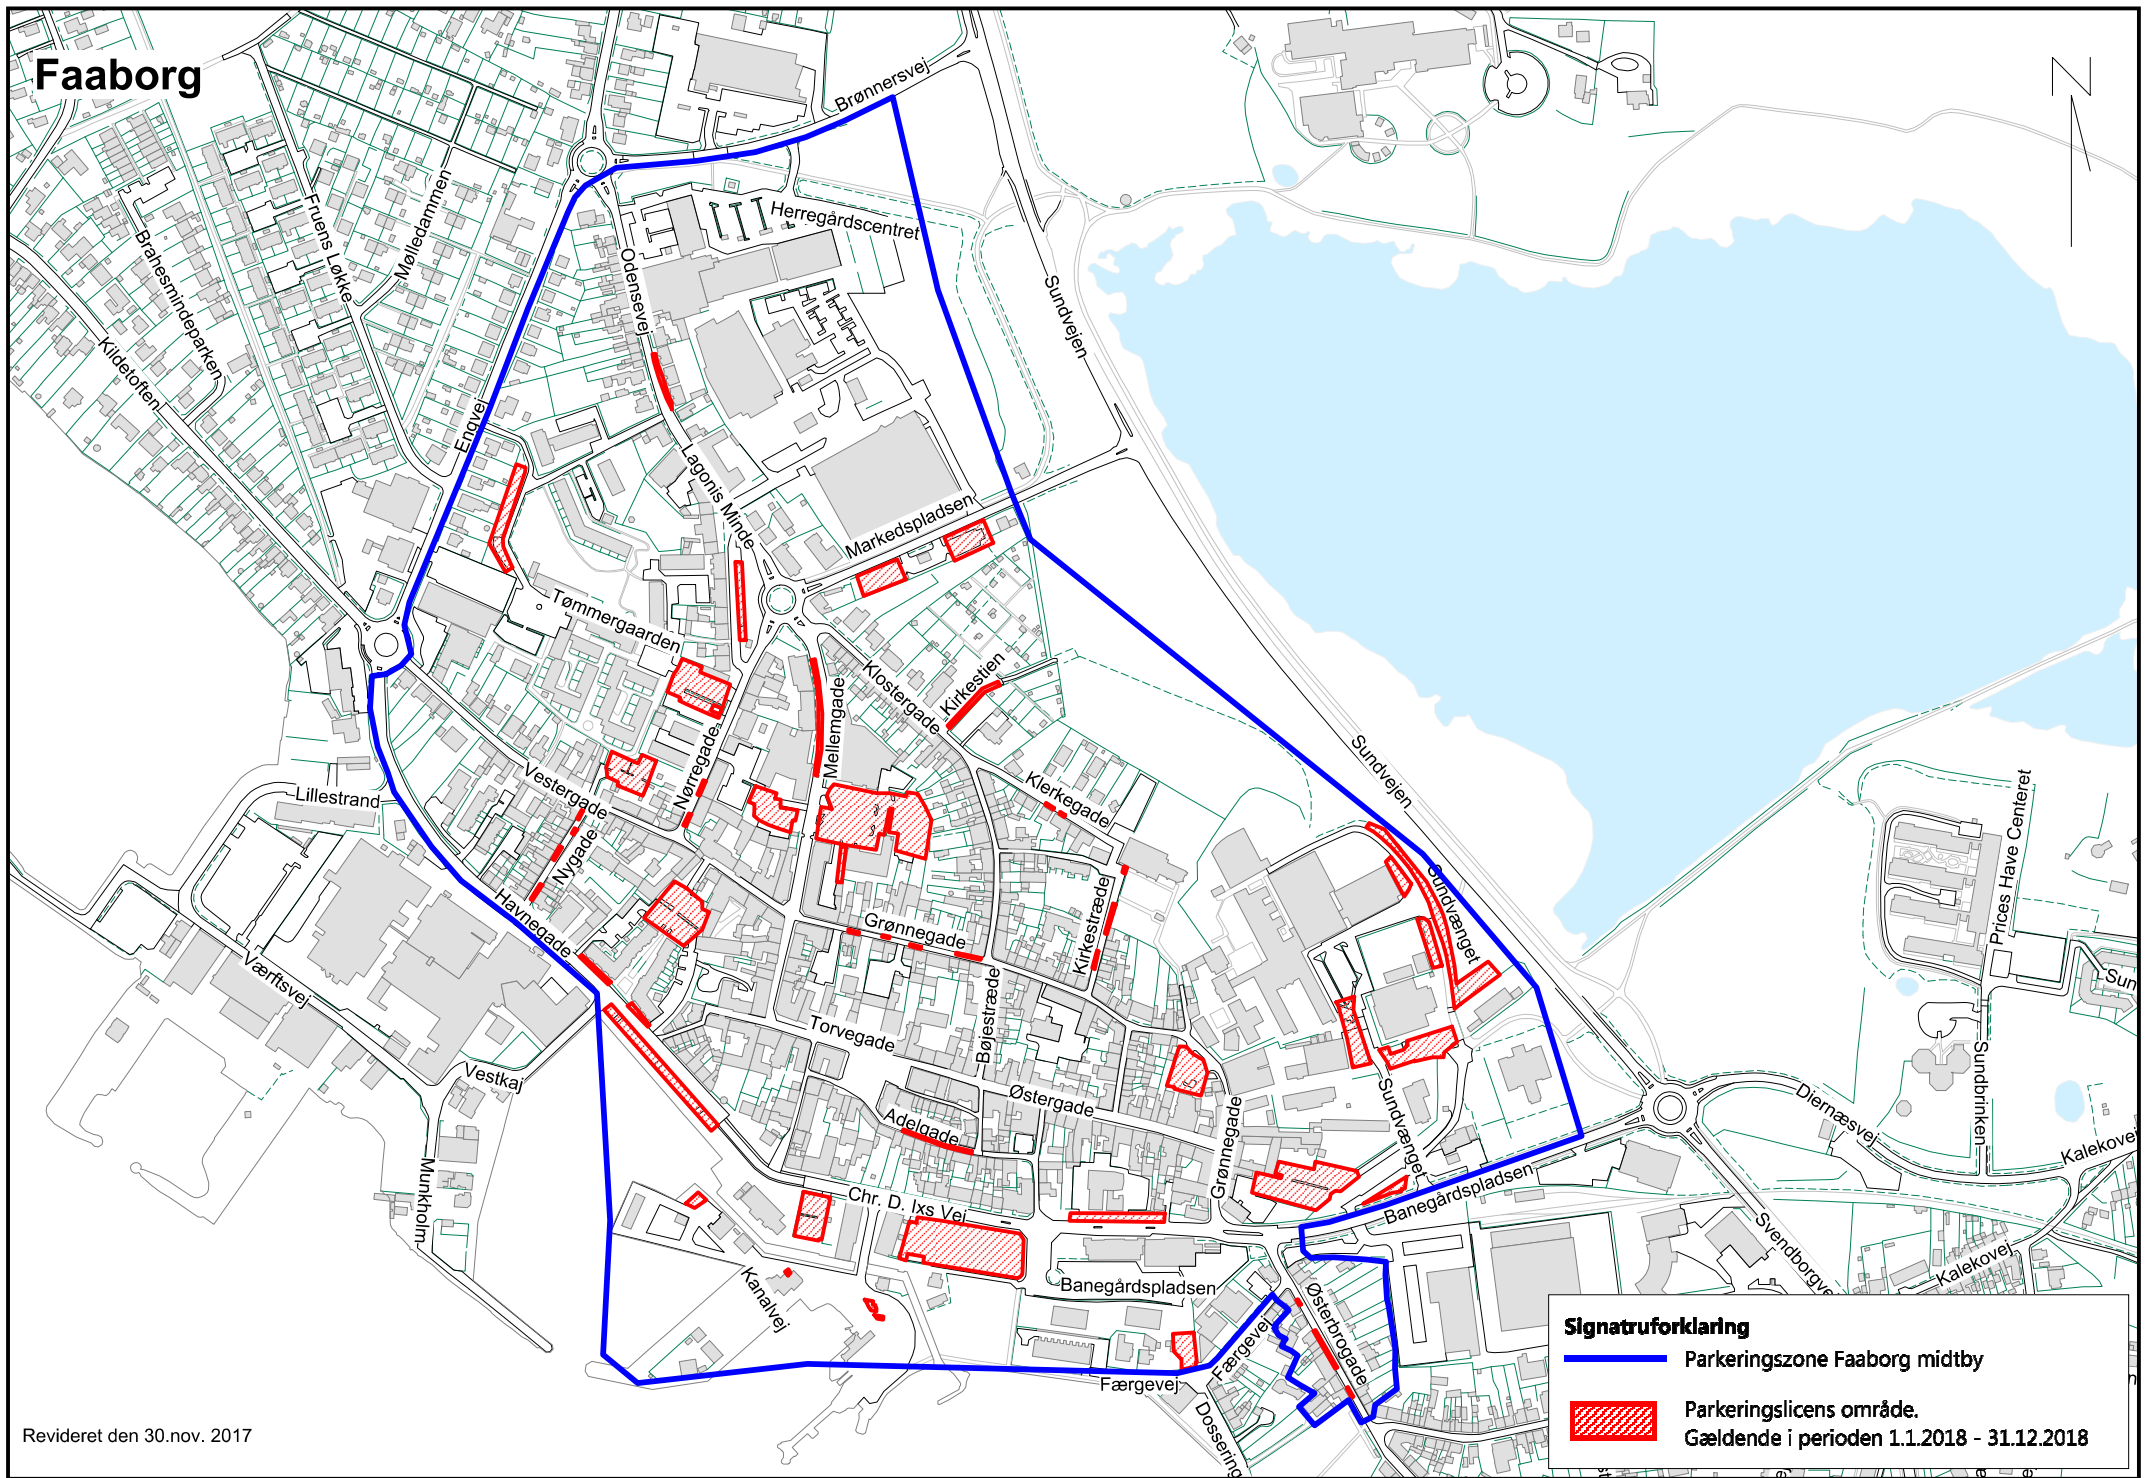 Faaborg
Brønnersvej
Herregårdscentret
Fruens Løkke
Mølledammen
Brahesmindeparken
Kildetoften
Odensevej
Sundvejen
Engvej
Lagonis Minde
Markedspladsen
Tømmergaarden
Klostergade
Kirkestien
Mellemgade
Nørregade
Sundvejen
Lillestrand
Vestergade
Klerkegade
Nygade
Prices Have Centeret
Havnegade
Grønnegade
Kirkestræde
Sundvænget
Værftsvej
Sun
Torvegade
Bøjestræde
Vestkaj
Østergade
Sundvænget
Sundbrinken
Diernæsvej
Adelgade
Grønnegade
Kalekovej
Munkholm
Chr. D. Ixs Vej
Banegårdspladsen
Svendborgvej
Kalekovej
Kanalvej
Banegårdspladsen
Østerbrogade
Færgevej
Færgevej
Dossering
Signatruforklaring
Parkeringszone Faaborg midtby
Parkeringslicens område.
Gældende i perioden 1.1.2018 - 31.12.2018
Revideret den 30.nov. 2017